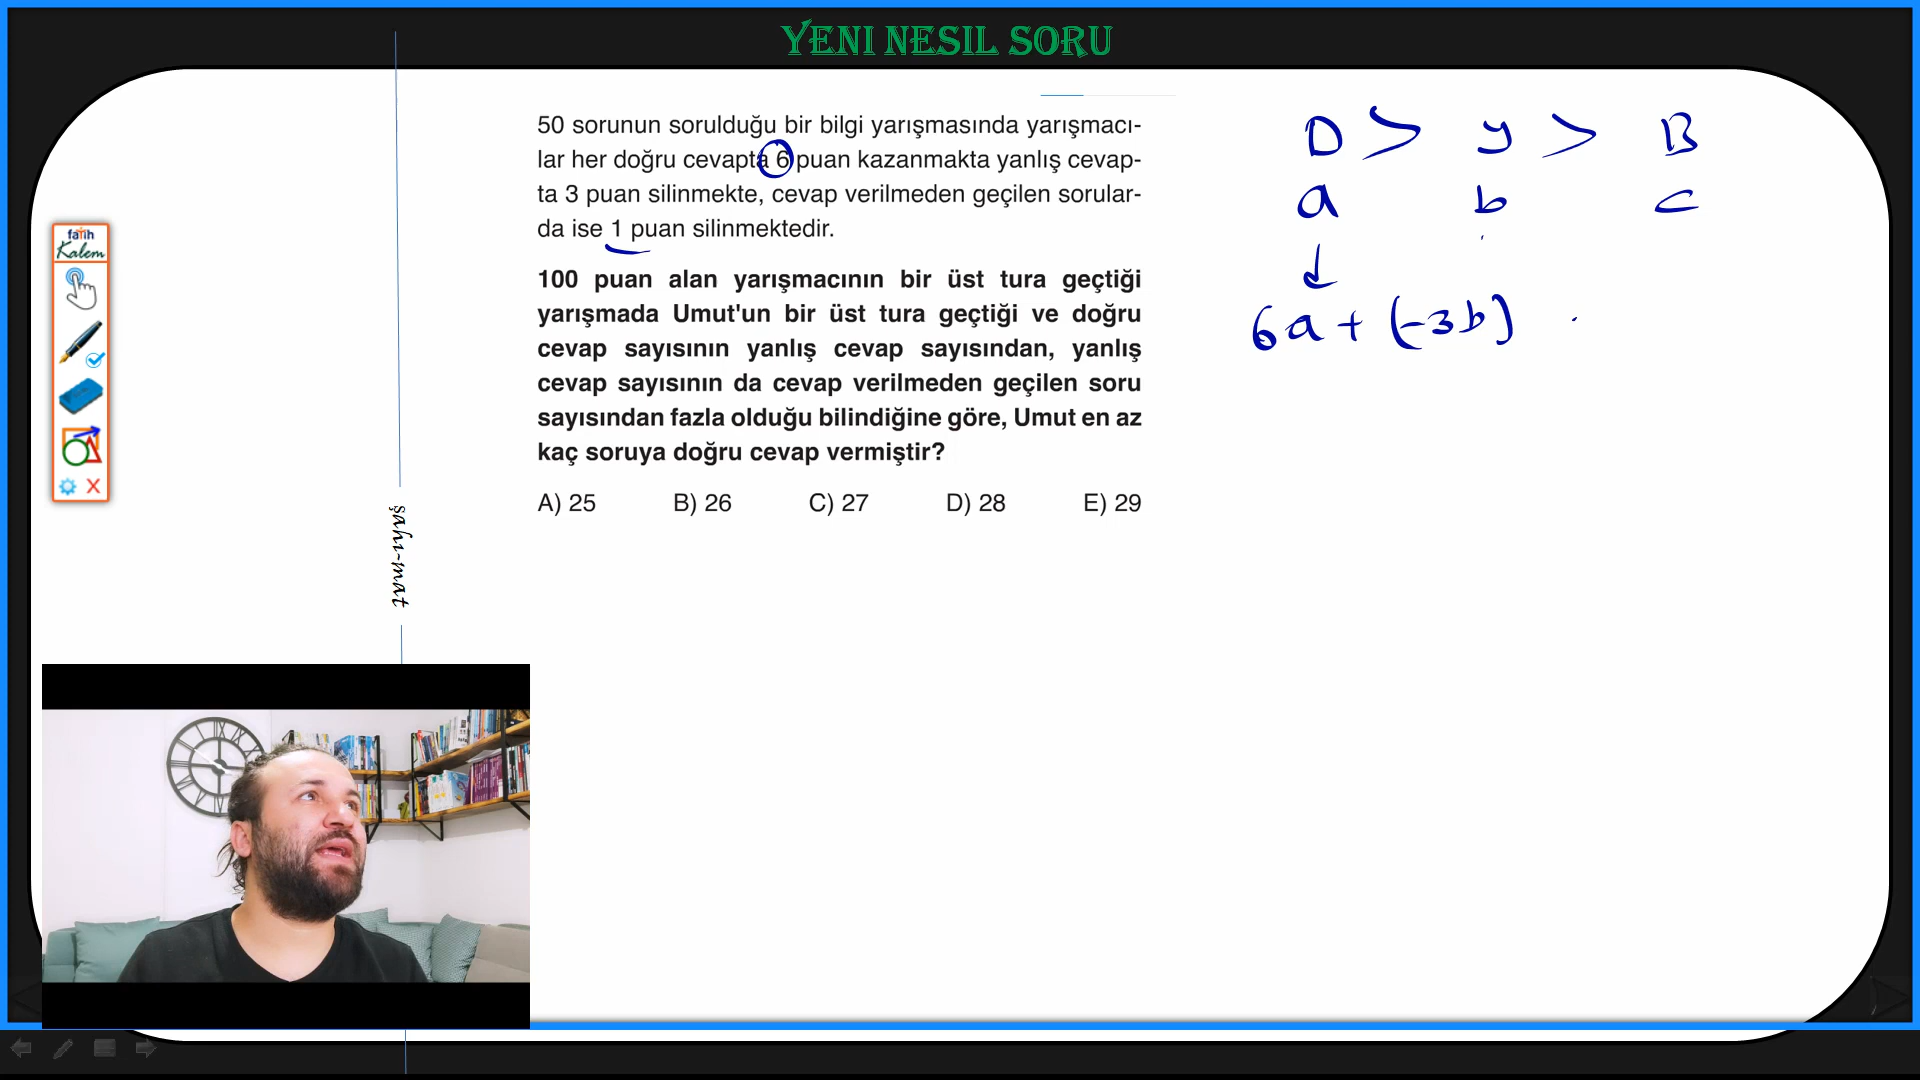 YENI NESIL SORU
50 sorunun sorulduğu bir bilgi yarışmasında yarışmacı-
lar her doğru cevapta 6 puan kazanmakta yanlış cevap-
ta 3 puan silinmekte, cevap verilmeden geçilen sorular-
da ise 1 puan silinmektedir.
100 puan alan yarışmacının bir üst tura geçtiği
yarışmada Umut'un bir üst tura geçtiği ve doğru
cevap sayısının yanlış cevap sayısından, yanlış
cevap sayısının da cevap verilmeden geçilen soru
sayısından fazla olduğu bilindiğine göre, Umut en az
kaç soruya doğru cevap vermiştir?
A) 25 B) 26 C) 27 D) 28 E) 29
D > y > B
a b c
6a + (-3b)
fatih
Kalem
şahı-mat